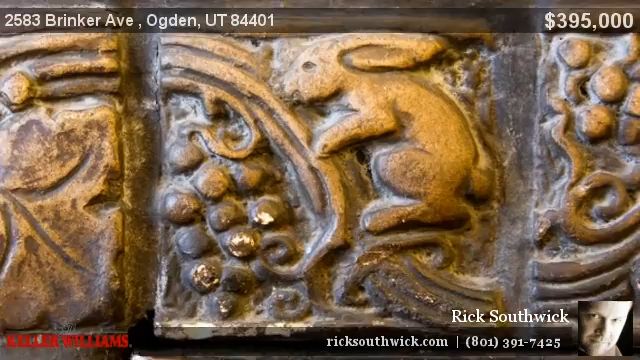 2583 Brinker Ave , Ogden, UT 84401
$395,000
Rick Southwick
KELLER WILLIAMS.
ricksouthwick.com | (801) 391-7425